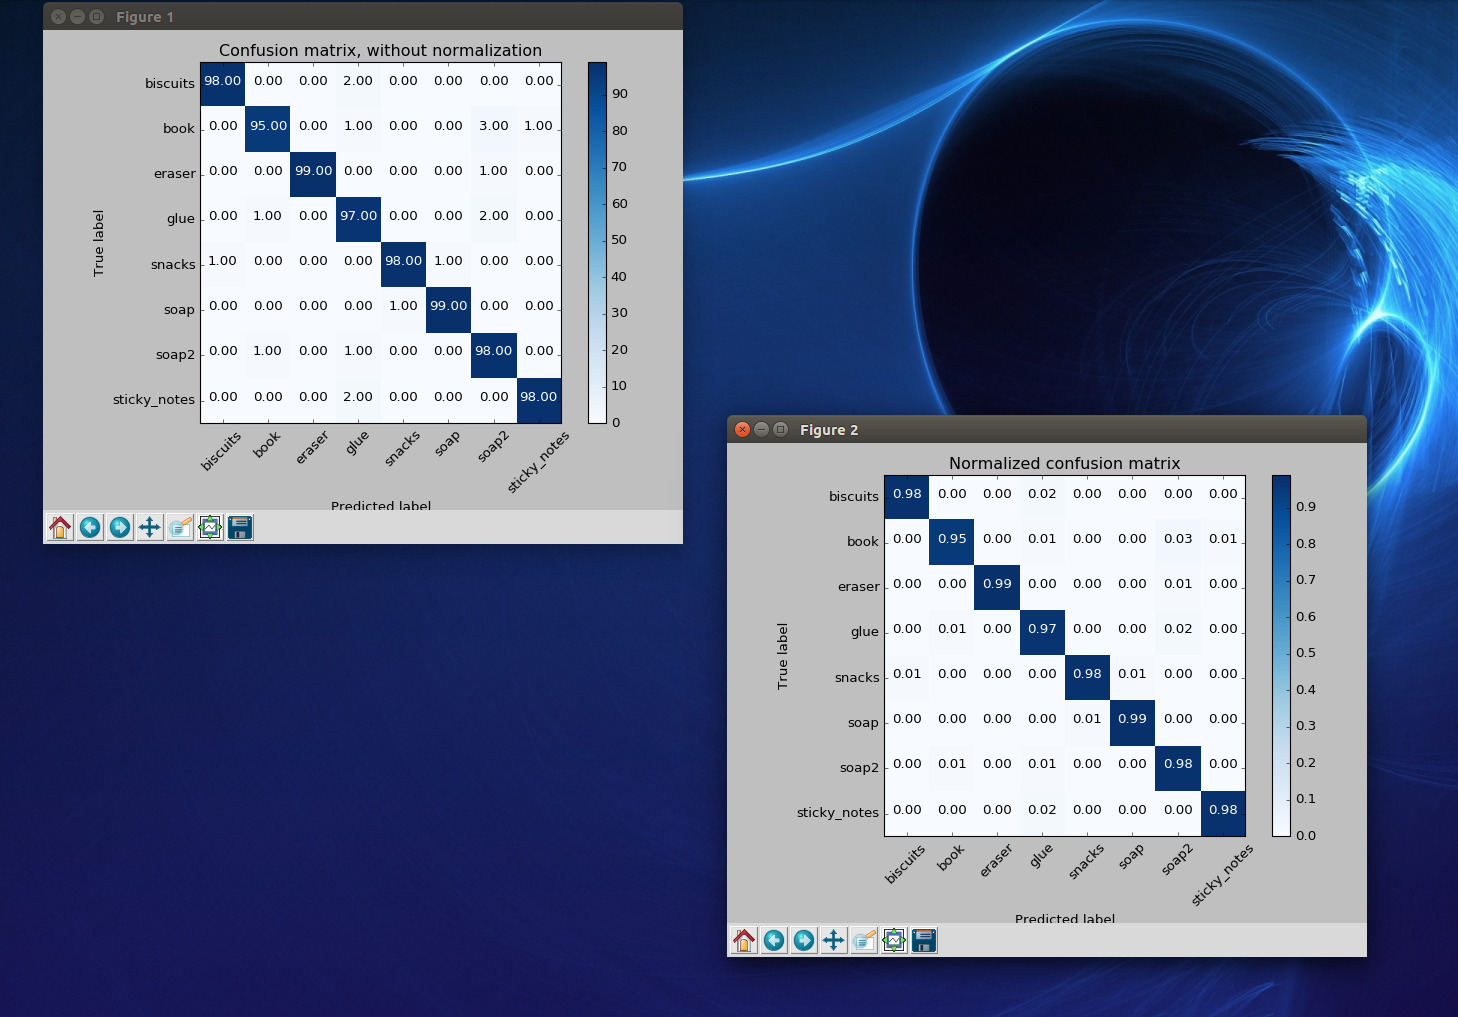 Figure 1
Confusion matrix, without normalization
biscuits 98.00 0.00 0.00 2.00 0.00 0.00 0.00 0.00
book 0.00 95.00 0.00 1.00 0.00 0.00 3.00 1.00
eraser 0.00 0.00 99.00 0.00 0.00 0.00 1.00 0.00
glue 0.00 1.00 0.00 97.00 0.00 0.00 2.00 0.00
snacks 1.00 0.00 0.00 0.00 98.00 1.00 0.00 0.00
soap 0.00 0.00 0.00 0.00 1.00 99.00 0.00 0.00
soap2 0.00 1.00 0.00 1.00 0.00 0.00 98.00 0.00
sticky_notes 0.00 0.00 0.00 2.00 0.00 0.00 0.00 98.00
True label
biscuits book eraser glue snacks soap soap2 sticky_notes
Predicted label
90
80
70
60
50
40
30
20
10
0
Figure 2
Normalized confusion matrix
biscuits 0.98 0.00 0.00 0.02 0.00 0.00 0.00 0.00
book 0.00 0.95 0.00 0.01 0.00 0.00 0.03 0.01
eraser 0.00 0.00 0.99 0.00 0.00 0.00 0.01 0.00
glue 0.00 0.01 0.00 0.97 0.00 0.00 0.02 0.00
snacks 0.01 0.00 0.00 0.00 0.98 0.01 0.00 0.00
soap 0.00 0.00 0.00 0.00 0.01 0.99 0.00 0.00
soap2 0.00 0.01 0.00 0.01 0.00 0.00 0.98 0.00
sticky_notes 0.00 0.00 0.00 0.02 0.00 0.00 0.00 0.98
True label
biscuits book eraser glue snacks soap soap2 sticky_notes
Predicted label
0.9
0.8
0.7
0.6
0.5
0.4
0.3
0.2
0.1
0.0